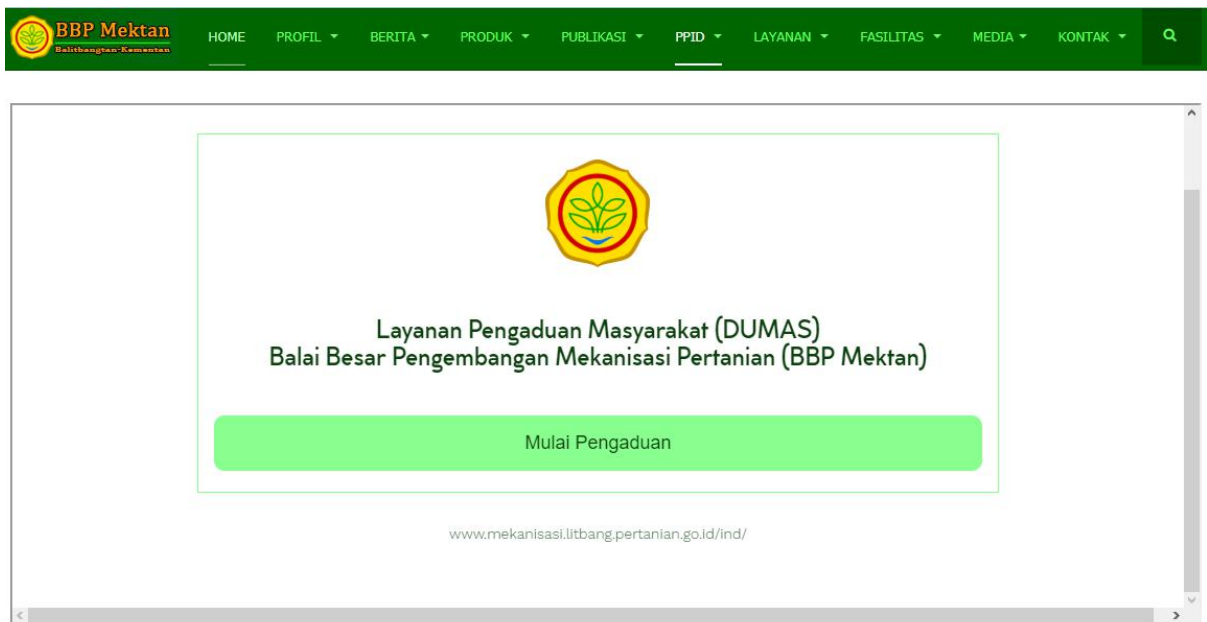 BBP Mektan
Balitbangtan-Kementan
HOME PROFIL BERITA PRODUK PUBLIKASI PPID LAYANAN FASILITAS MEDIA KONTAK
Layanan Pengaduan Masyarakat (DUMAS)
Balai Besar Pengembangan Mekanisasi Pertanian (BBP Mektan)
Mulai Pengaduan
www.mekanisasi.litbang.pertanian.go.id/ind/